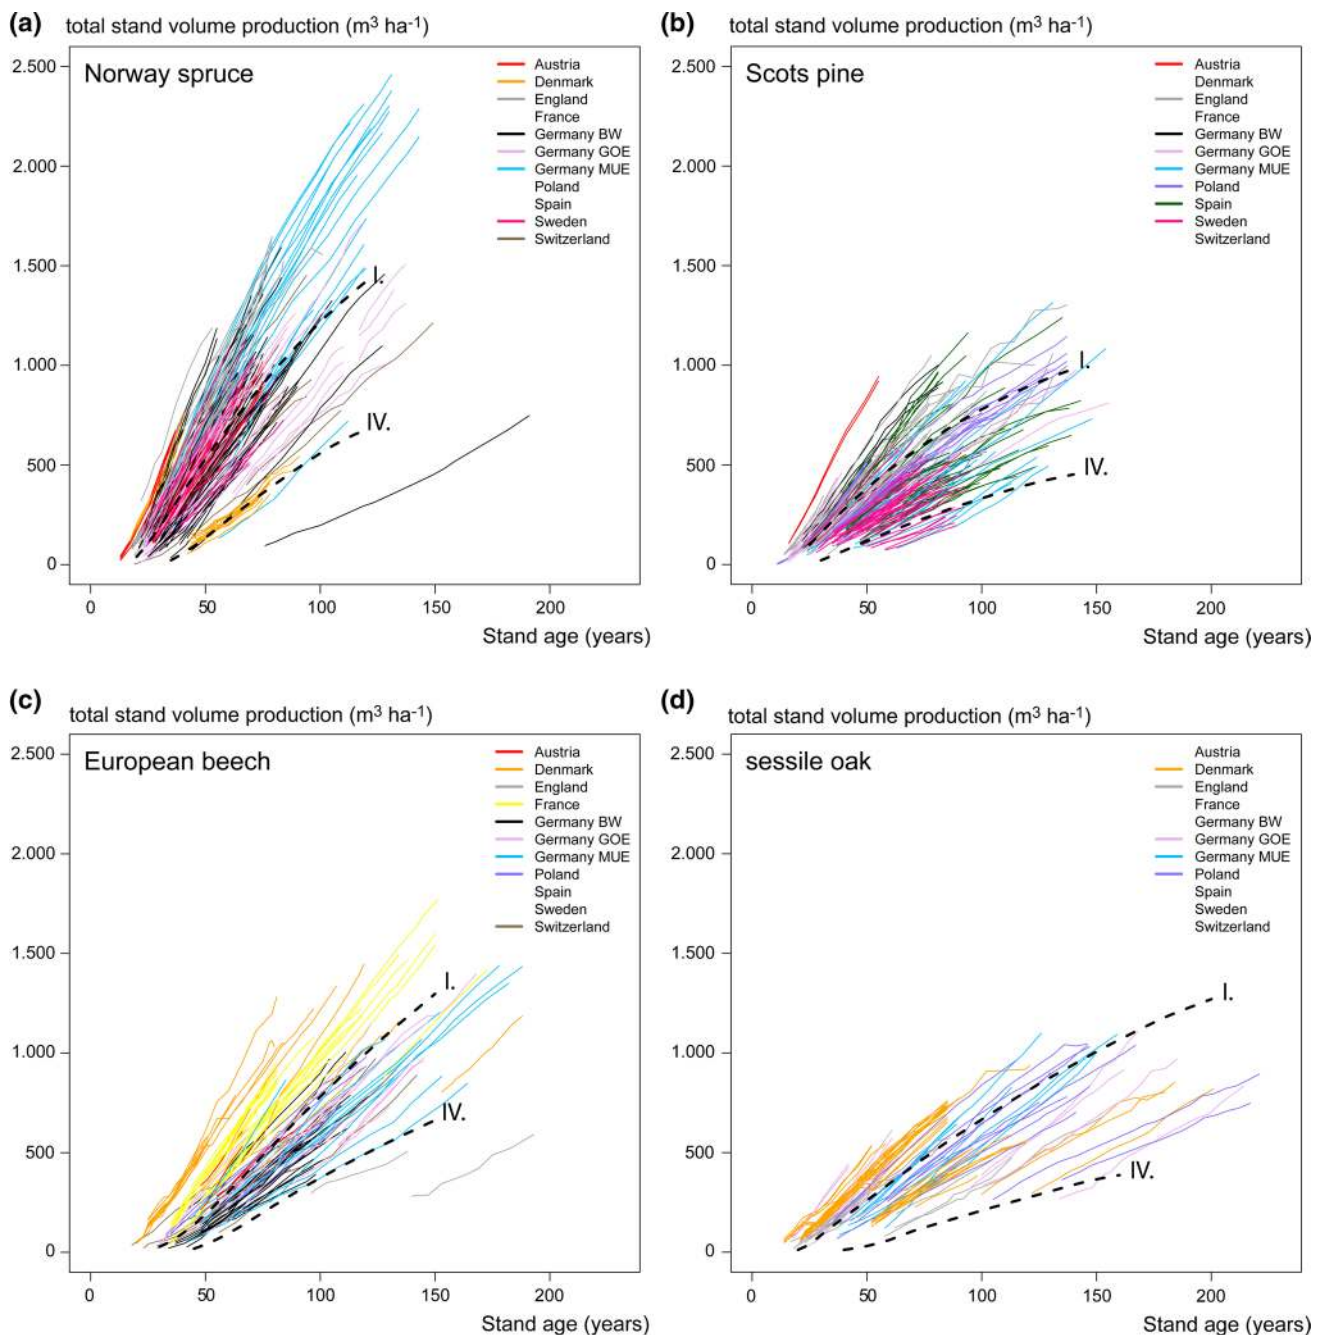 (a) total stand volume production (m³ ha⁻¹)
Norway spruce
2.500
2.000
1.500
1.000
500
0
Austria
Denmark
England
France
Germany BW
Germany GOE
Germany MUE
Poland
Spain
Sweden
Switzerland
I.
IV.
0 50 100 150 200
Stand age (years)
(b) total stand volume production (m³ ha⁻¹)
Scots pine
2.500
2.000
1.500
1.000
500
0
Austria
Denmark
England
France
Germany BW
Germany GOE
Germany MUE
Poland
Spain
Sweden
Switzerland
I.
IV.
0 50 100 150 200
Stand age (years)
(c) total stand volume production (m³ ha⁻¹)
European beech
2.500
2.000
1.500
1.000
500
0
Austria
Denmark
England
France
Germany BW
Germany GOE
Germany MUE
Poland
Spain
Sweden
Switzerland
I.
IV.
0 50 100 150 200
Stand age (years)
(d) total stand volume production (m³ ha⁻¹)
sessile oak
2.500
2.000
1.500
1.000
500
0
Austria
Denmark
England
France
Germany BW
Germany GOE
Germany MUE
Poland
Spain
Sweden
Switzerland
I.
IV.
0 50 100 150 200
Stand age (years)